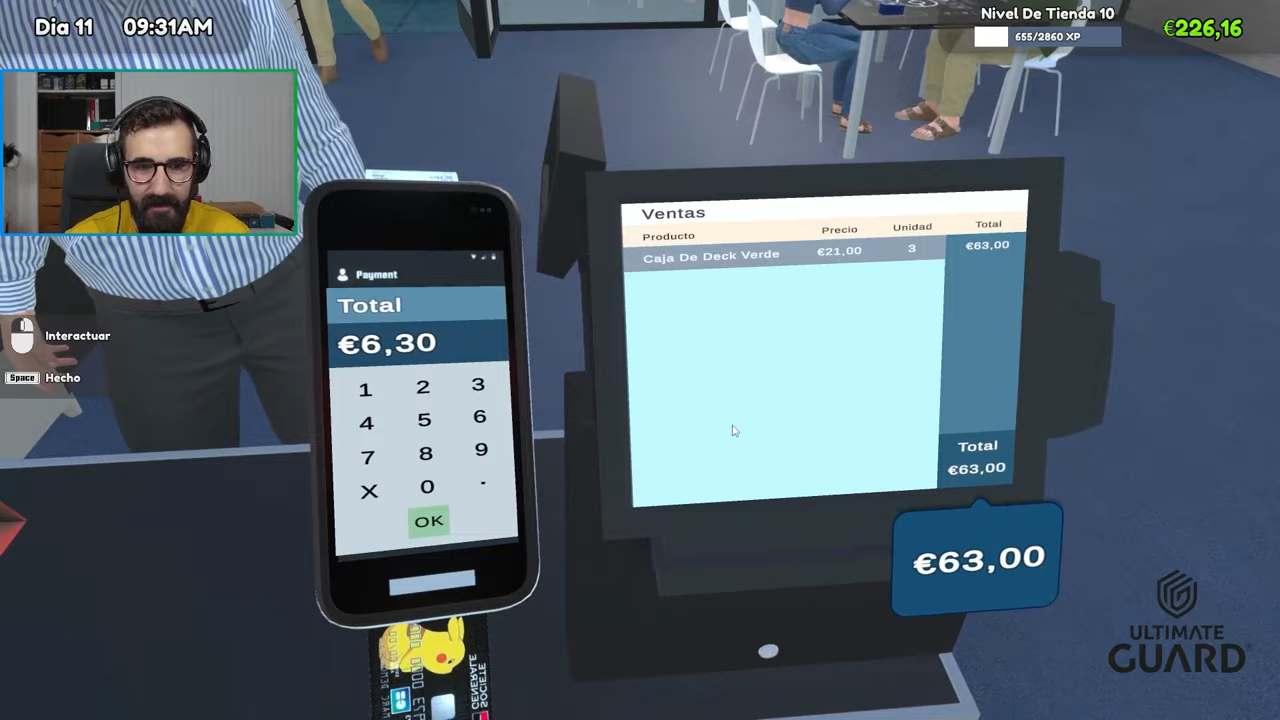 Dia 11 09:31AM
Nivel De Tienda 10
655/2860 XP
€226,16
Interactuar
Space Hecho
Payment
Total
€6,30
1 2 3
4 5 6
7 8 9
X 0 .
OK
Ventas
Producto Precio Unidad Total
Caja De Deck Verde €21,00 3 €63,00
Total
€63,00
€63,00
ULTIMATE
GUARD
GENERALE
SOCIETE